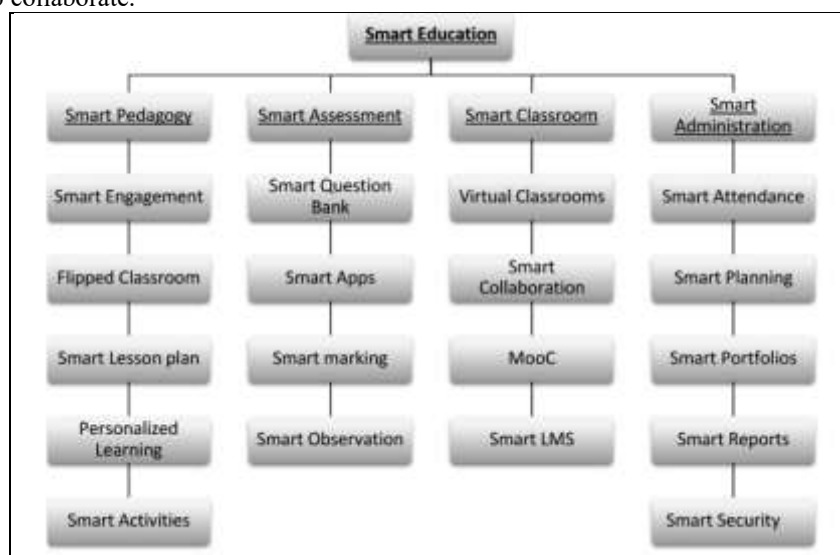 collaborate.
Smart Education
Smart Pedagogy
Smart Engagement
Flipped Classroom
Smart Lesson plan
Personalized
Learning
Smart Activities
Smart Assessment
Smart Question
Bank
Smart Apps
Smart marking
Smart Observation
Smart Classroom
Virtual Classrooms
Smart
Collaboration
MooC
Smart LMS
Smart
Administration
Smart Attendance
Smart Planning
Smart Portfolios
Smart Reports
Smart Security